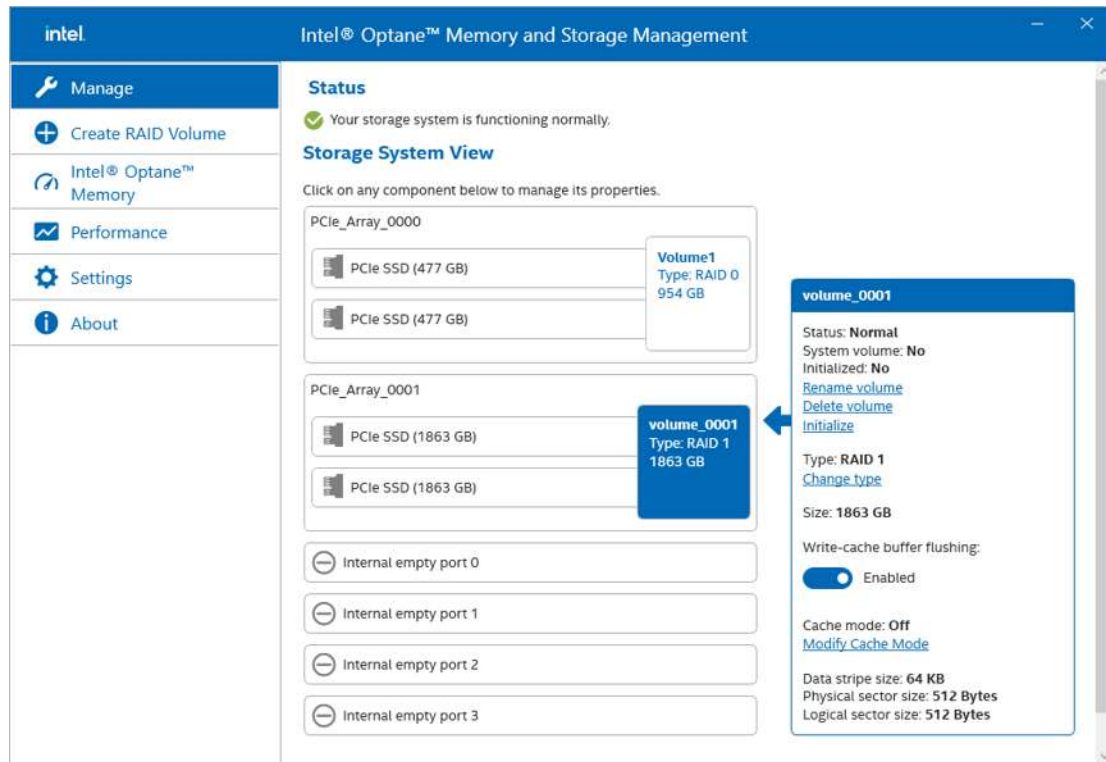 intel.
Intel® Optane™ Memory and Storage Management
Manage
Create RAID Volume
Intel® Optane™
Memory
Performance
Settings
About
Status
Your storage system is functioning normally.
Storage System View
Click on any component below to manage its properties.
PCIe_Array_0000
PCIe SSD (477 GB)
PCIe SSD (477 GB)
Volume1
Type: RAID 0
954 GB
PCIe_Array_0001
PCIe SSD (1863 GB)
PCIe SSD (1863 GB)
volume_0001
Type: RAID 1
1863 GB
Internal empty port 0
Internal empty port 1
Internal empty port 2
Internal empty port 3
volume_0001
Status: Normal
System volume: No
Initialized: No
Rename volume
Delete volume
Initialize
Type: RAID 1
Change type
Size: 1863 GB
Write-cache buffer flushing:
Enabled
Cache mode: Off
Modify Cache Mode
Data stripe size: 64 KB
Physical sector size: 512 Bytes
Logical sector size: 512 Bytes